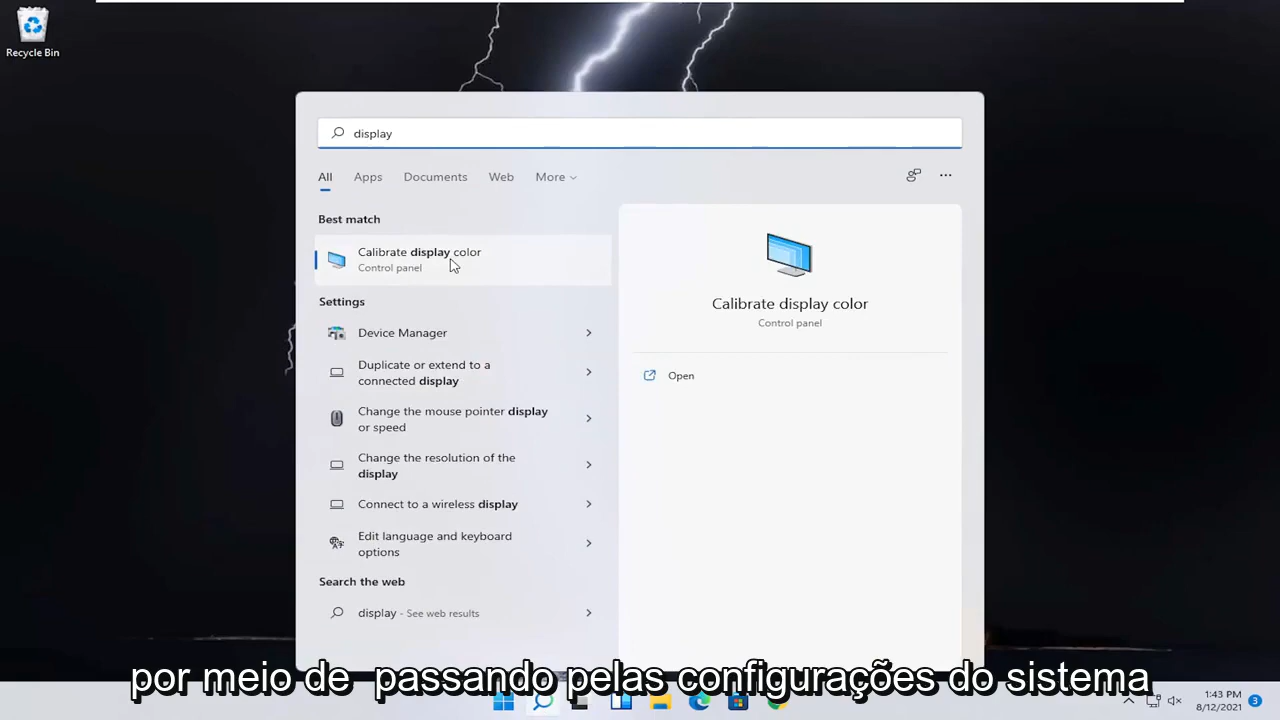 Recycle Bin
display
All Apps Documents Web More
Best match
Calibrate display color
Control panel
Settings
Device Manager
Duplicate or extend to a
connected display
Change the mouse pointer display
or speed
Change the resolution of the
display
Connect to a wireless display
Edit language and keyboard
options
Search the web
display - See web results
Calibrate display color
Control panel
Open
por meio de passando pelas configurações do sistema
1:43 PM
8/12/2021
3